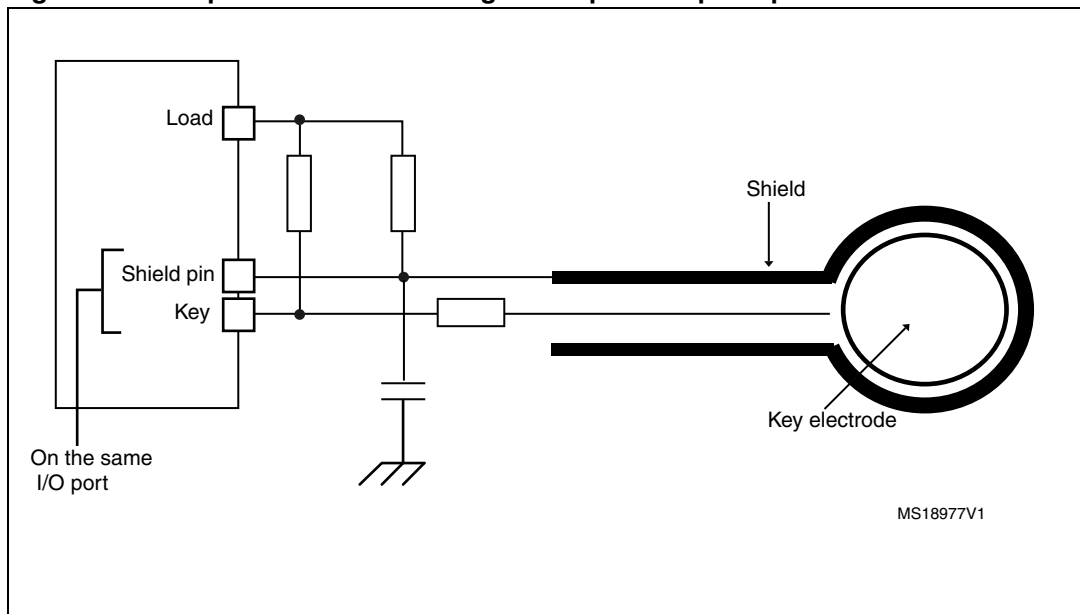 Load
Shield
Shield pin
Key
Key electrode
On the same
I/O port
MS18977V1